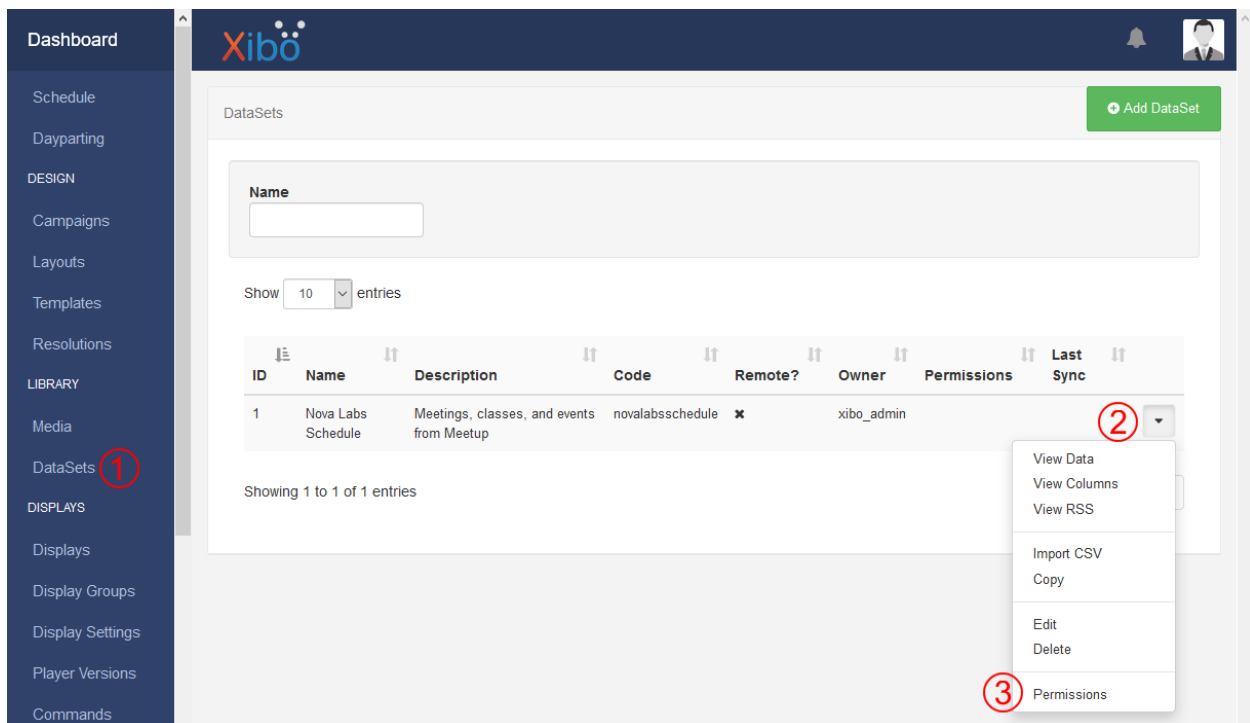 Dashboard
Xibo
Schedule
Dayparting
DESIGN
Campaigns
Layouts
Templates
Resolutions
LIBRARY
Media
DataSets 1
DISPLAYS
Displays
Display Groups
Display Settings
Player Versions
Commands
DataSets
Add DataSet
Name
Show 10 entries
ID Name Description Code Remote? Owner Permissions Last
Sync
1 Nova Labs Meetings, classes, and events novalabsschedule xibo_admin
Schedule from Meetup
2
Showing 1 to 1 of 1 entries
View Data
View Columns
View RSS
Import CSV
Copy
Edit
Delete
3 Permissions